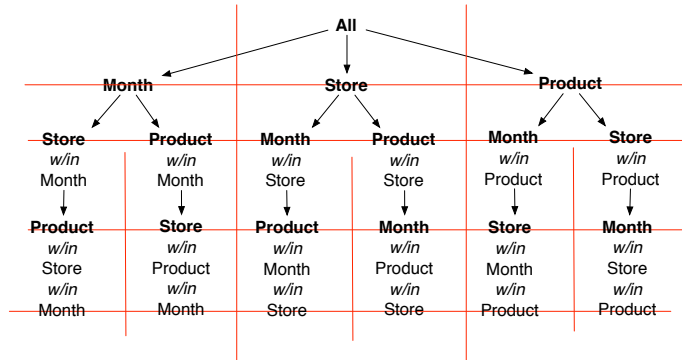 All
Month Store Product
Store Product Month Product Month Store
w/in w/in w/in w/in w/in w/in
Month Month Store Store Product Product
Product Store Product Month Store Month
w/in w/in w/in w/in w/in w/in
Store Product Month Product Month Store
w/in w/in w/in w/in w/in w/in
Month Month Store Store Product Product